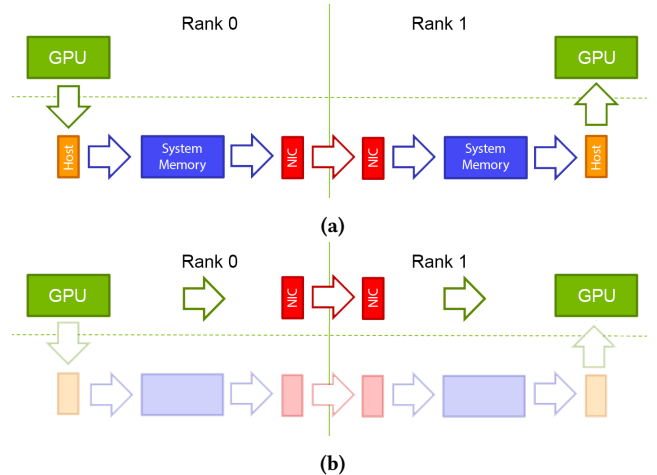 Rank 0
Rank 1
GPU
GPU
Host
System
Memory
NIC
NIC
System
Memory
Host
(a)
Rank 0
Rank 1
GPU
NIC
NIC
GPU
(b)